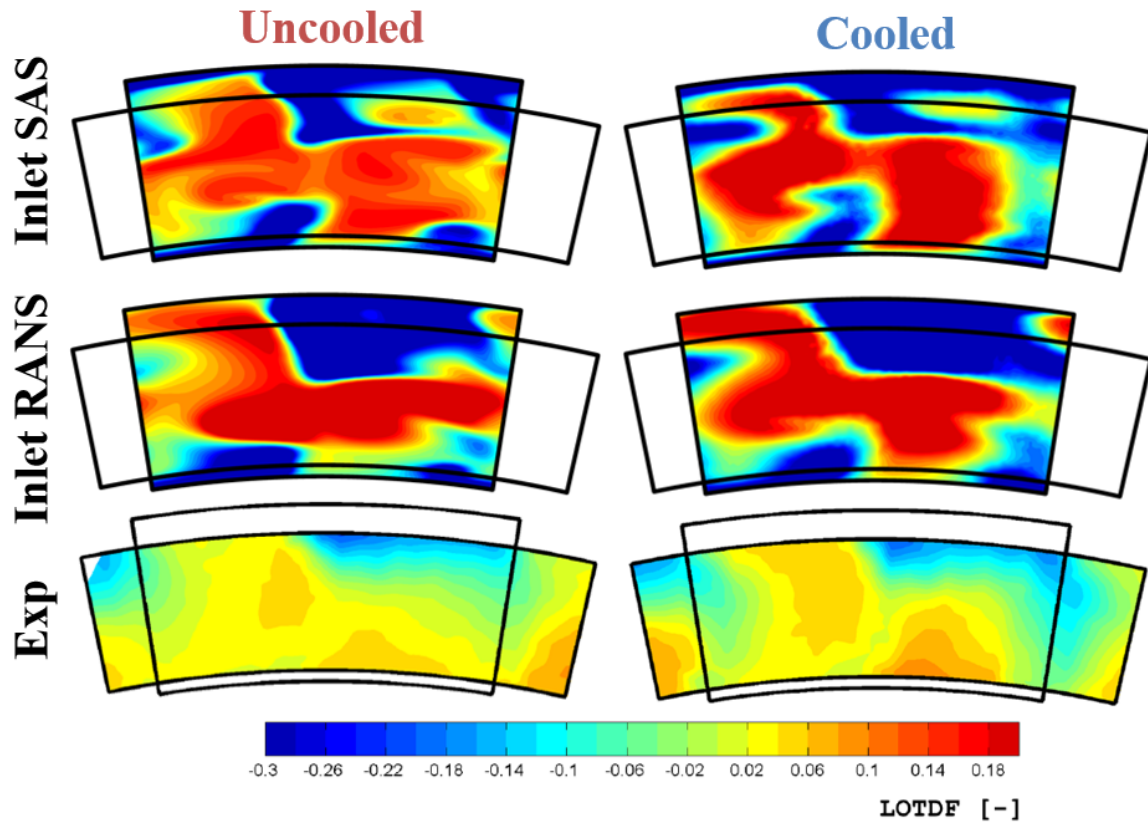 Uncooled Cooled
Inlet SAS
Inlet RANS
Exp
-0.3 -0.26 -0.22 -0.18 -0.14 -0.1 -0.06 -0.02 0.02 0.06 0.1 0.14 0.18
LOTDF [-]